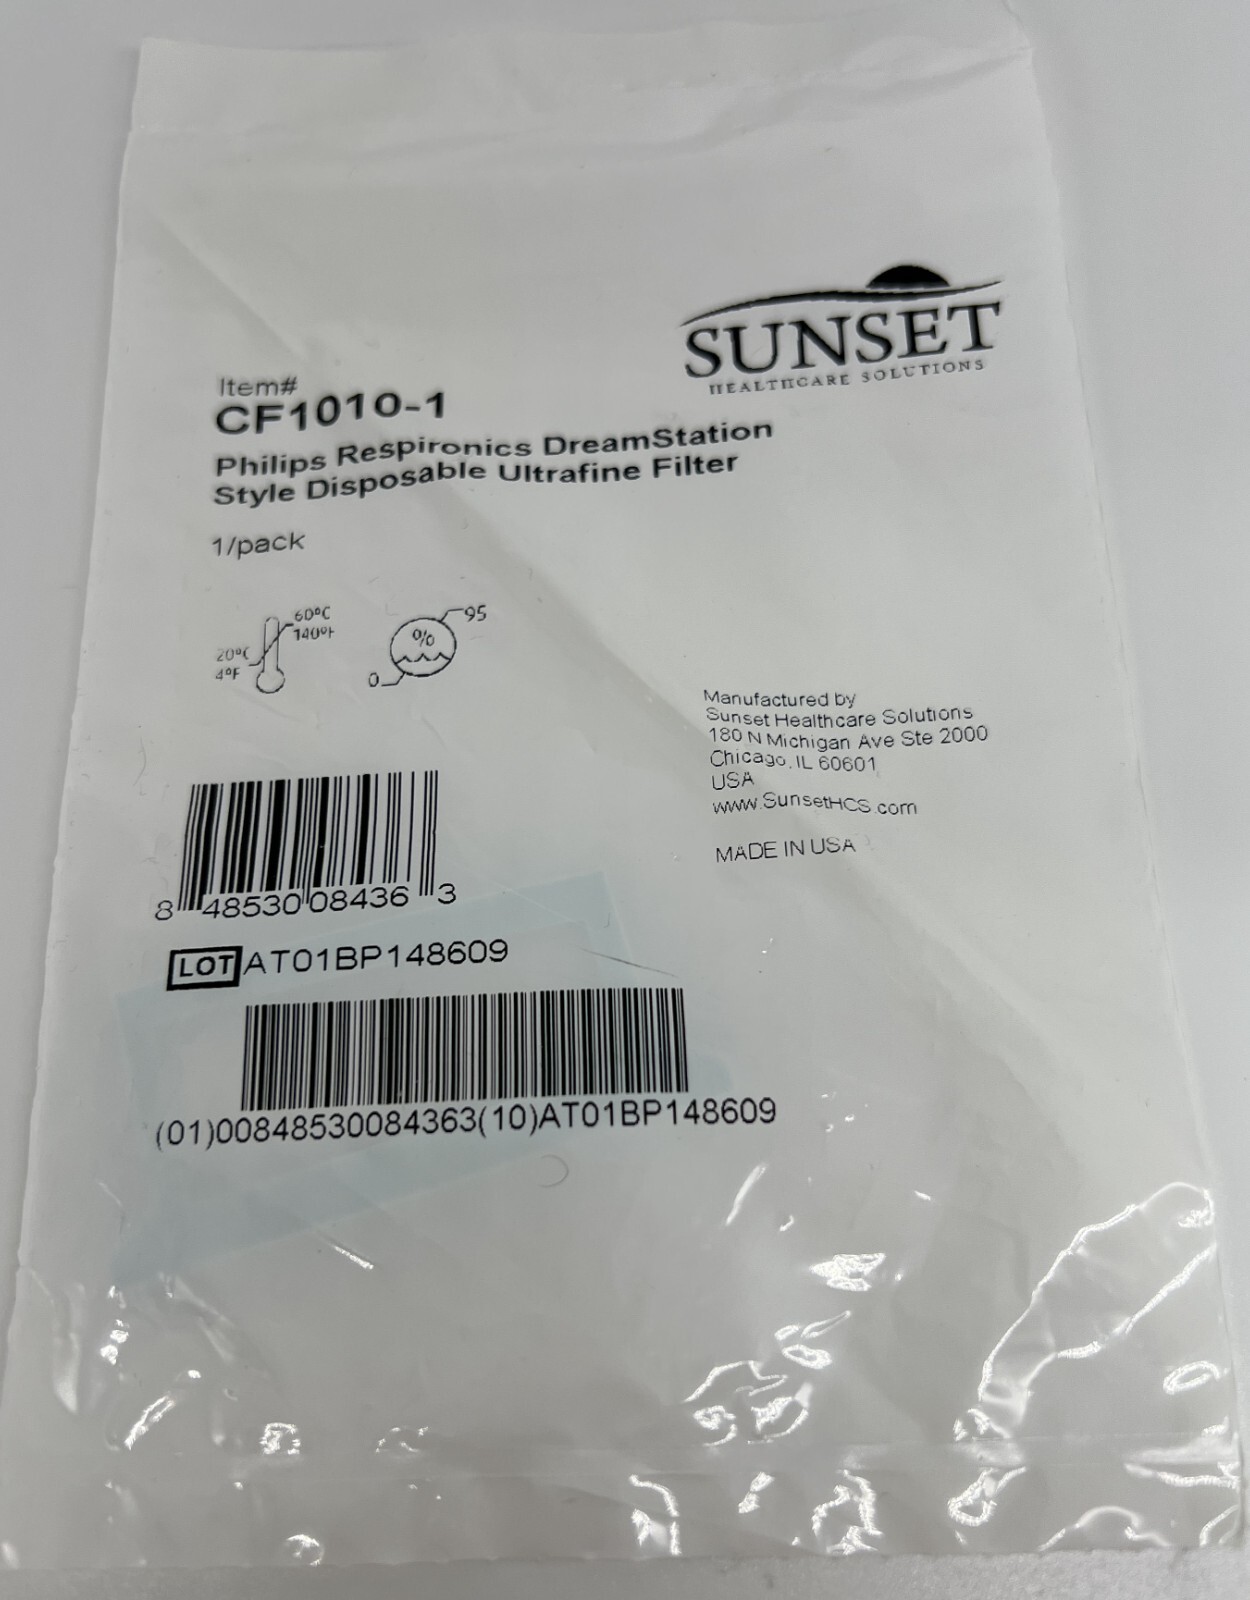 SUNSET
HEALTHCARE SOLUTIONS
Item#
CF1010-1
Philips Respironics DreamStation
Style Disposable Ultrafine Filter
1/pack
60°C
140°F
20°C
4°F
%
95
0
Manufactured by
Sunset Healthcare Solutions
180 N Michigan Ave Ste 2000
Chicago, IL 60601
USA
www.SunsetHCS.com
MADE IN USA
8 48530 08436 3
LOT AT01BP148609
(01)00848530084363(10)AT01BP148609